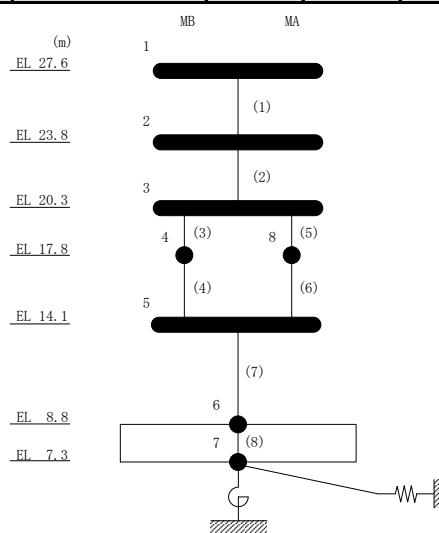 MB MA
(m) 1
EL 27.6
(1)
2
EL 23.8
(2)
3
EL 20.3
4 (3) 8 (5)
EL 17.8
(4) (6)
5
EL 14.1
(7)
6
EL 8.8
7 (8)
EL 7.3